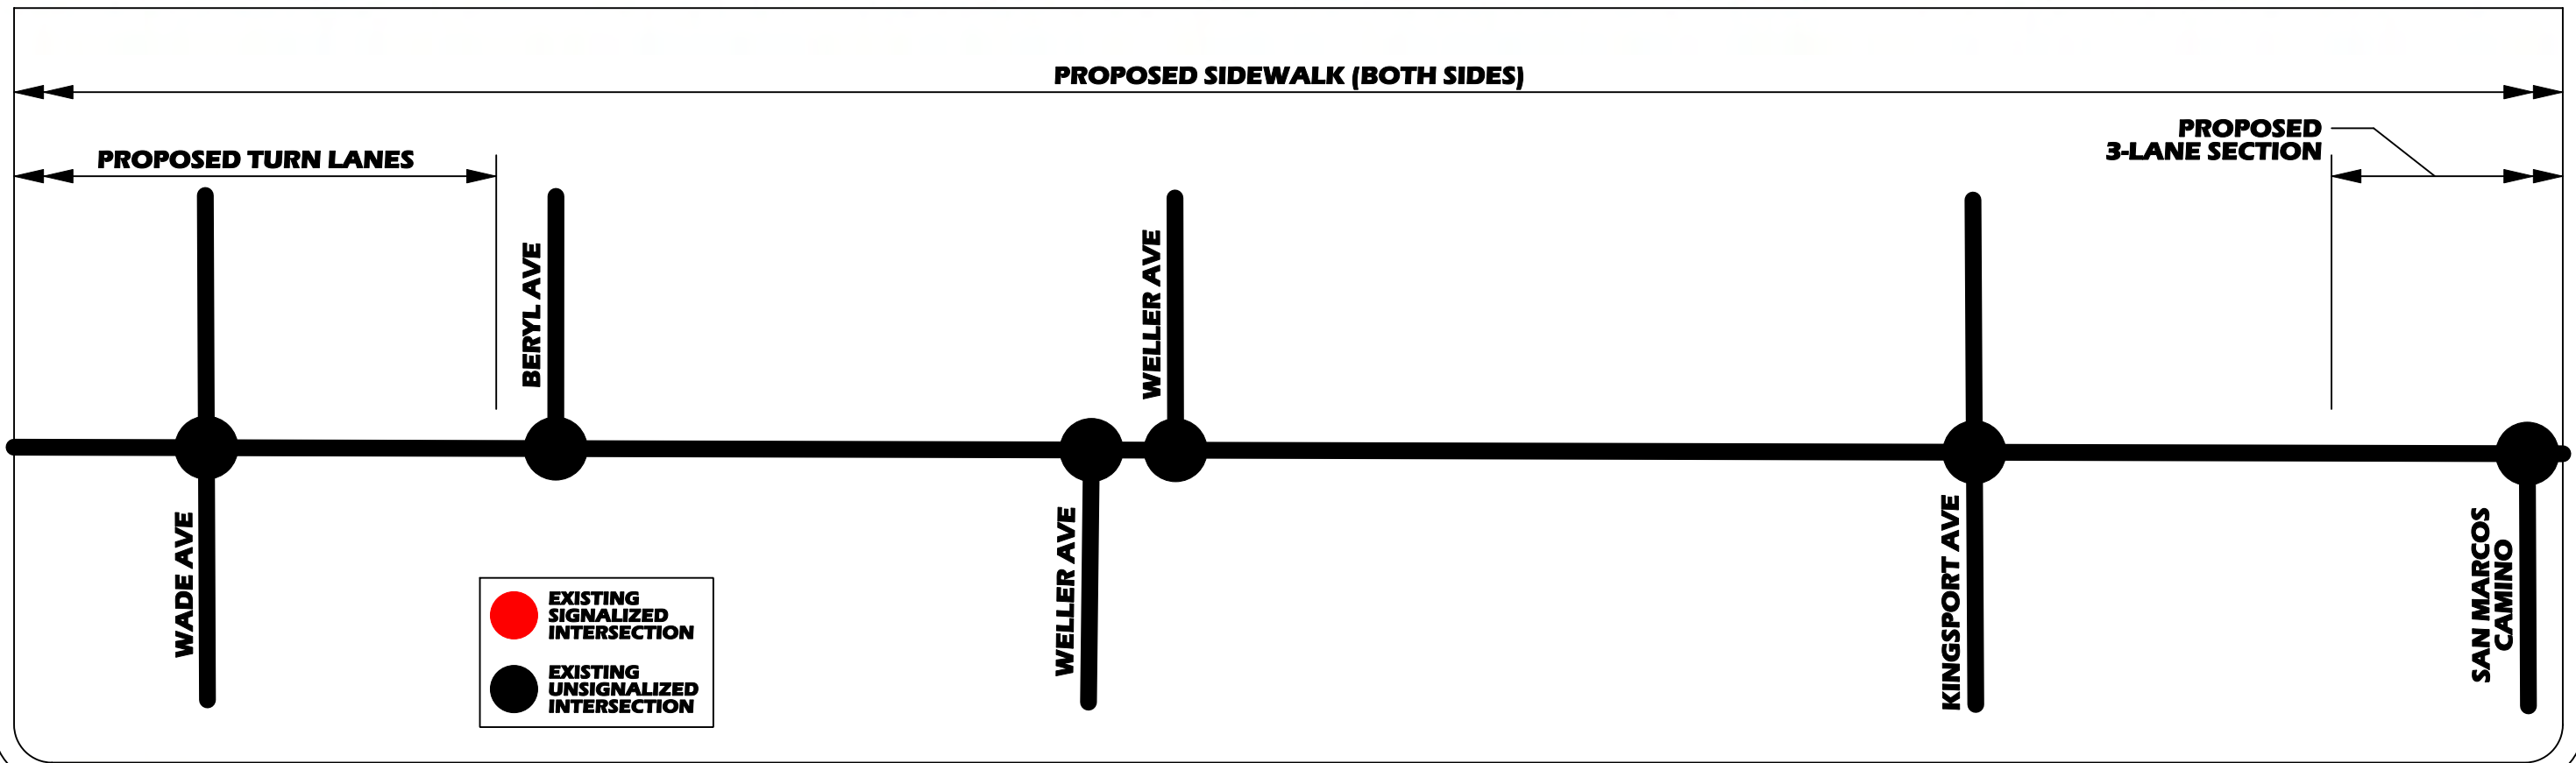 PROPOSED SIDEWALK (BOTH SIDES)
PROPOSED TURN LANES
PROPOSED
3-LANE SECTION
BERYL AVE
WELLER AVE
WADE AVE
WELLER AVE
KINGSPORT AVE
SAN MARCOS
CAMINO
EXISTING
SIGNALIZED
INTERSECTION
EXISTING
UNSIGNALIZED
INTERSECTION